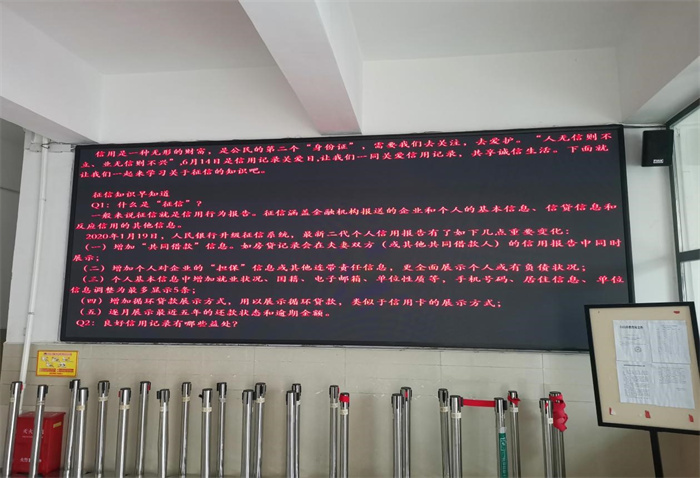 信用是一种无形的财富，是公民的第二个“身份证”，需要我们去关注，去爱护。“人无信则不
立、业无信则不兴”,6月14日是信用记录关爱日,让我们一同关爱信用记录，共享诚信生活。下面就
让我们一起来学习关于征信的知识吧。
征信知识早知道
Q1：什么是“征信”？
一般来说征信就是信用行为报告。征信涵盖金融机构报送的企业和个人的基本信息、信贷信息和
反应信用的其他信息。
2020年1月19日，人民银行升级征信系统，最新二代个人信用报告有了如下几点重要变化：
（一）增加“共同借款”信息。如房贷记录会在夫妻双方（或其他共同借款人）的信用报告中同时
展示；
（二）增加个人对企业的“担保”信息或其他连带责任信息，更全面展示个人或有负债状况；
（三）个人基本信息中增加就业状况、国籍、电子邮箱、单位性质等，手机号码、居住信息、单位
信息调整为最多显示5条；
（四）增加循环贷款展示方式，用以展示循环贷款，类似于信用卡的展示方式；
（五）逐月展示最近五年的还款状态和逾期金额。
Q2：良好信用记录有哪些益处？